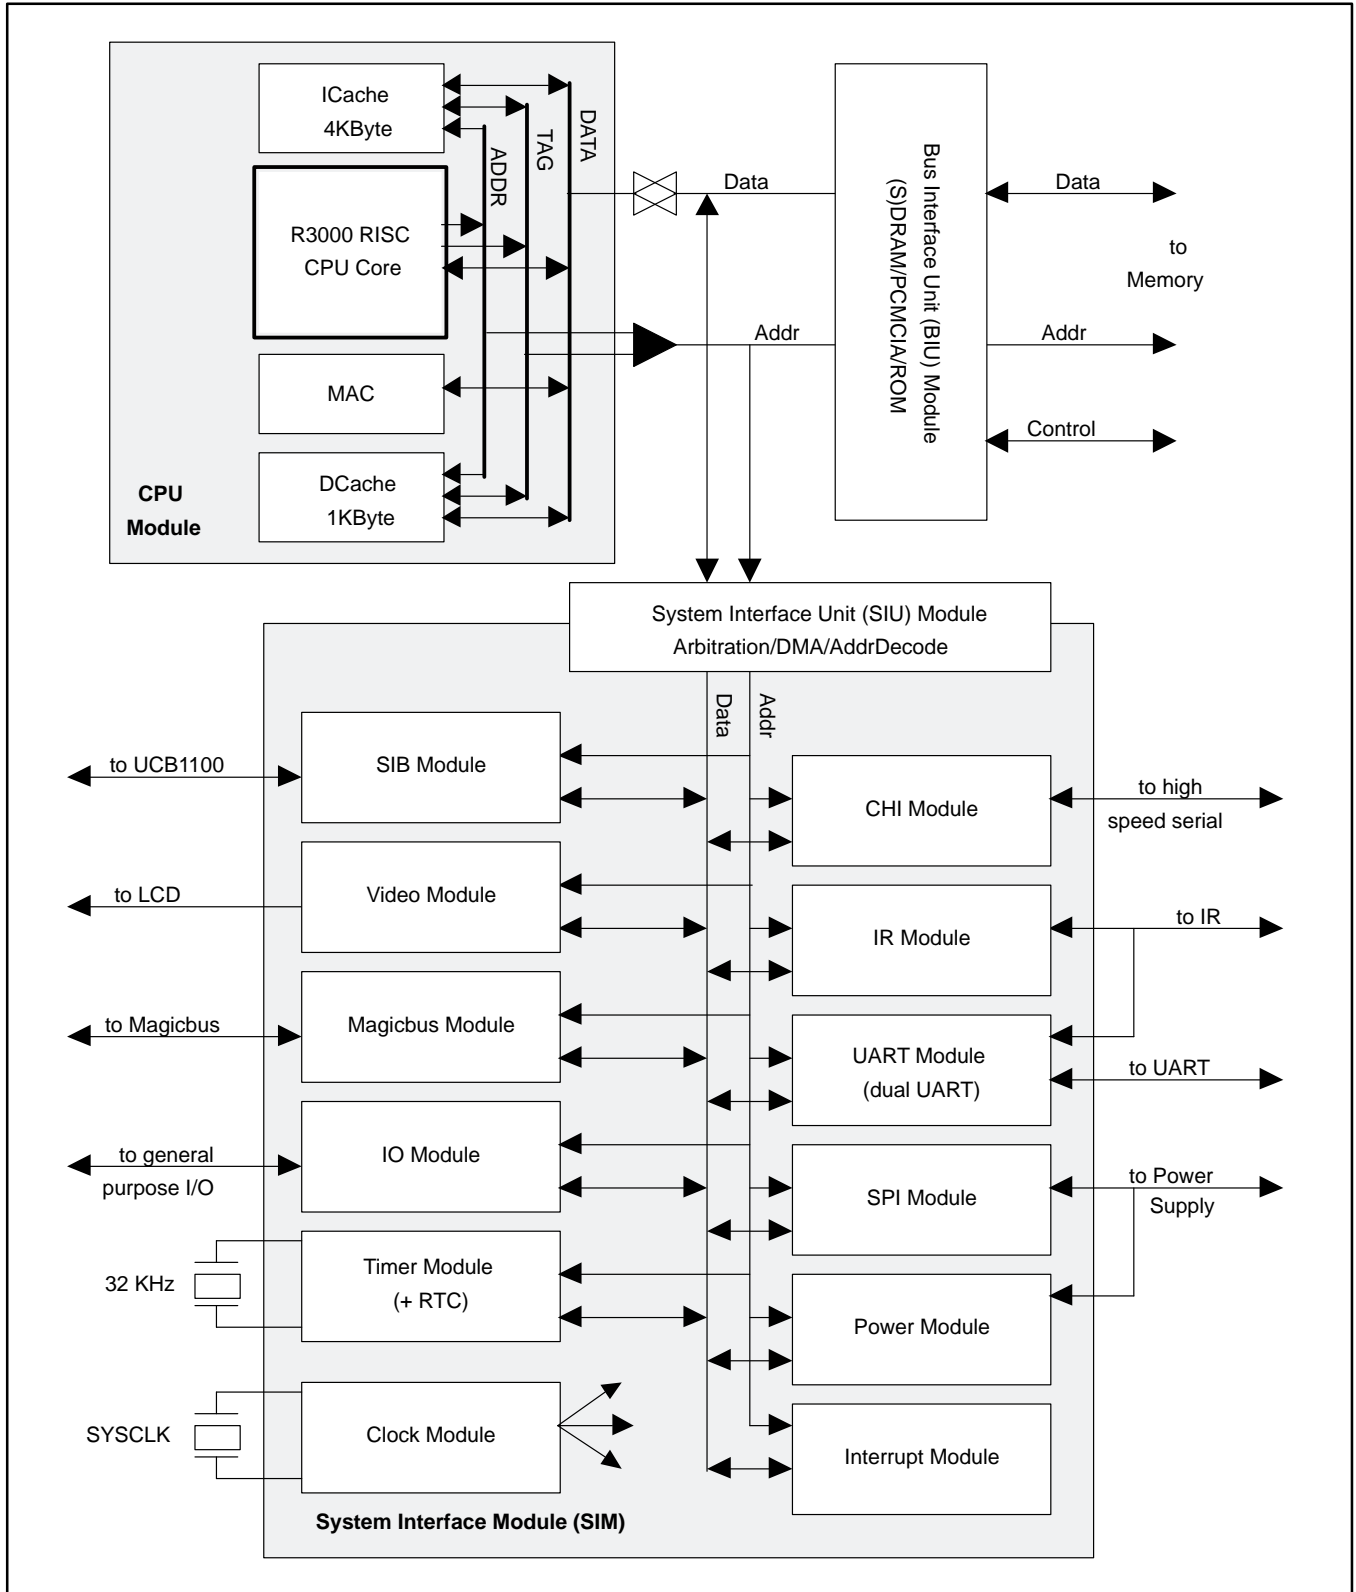 ICache
4KByte
R3000 RISC
CPU Core
MAC
DCache
1KByte
CPU
Module
ADDR
TAG
DATA
Data
Addr
Bus Interface Unit (BIU) Module
(S)DRAM/PCMCIA/ROM
Data
to
Memory
Addr
Control
System Interface Unit (SIU) Module
Arbitration/DMA/AddrDecode
Data
Addr
to UCB1100
SIB Module
CHI Module
to high
speed serial
to LCD
Video Module
IR Module
to IR
to Magicbus
Magicbus Module
UART Module
(dual UART)
to UART
to general
purpose I/O
IO Module
SPI Module
to Power
Supply
32 KHz
Timer Module
(+ RTC)
Power Module
SYSCLK
Clock Module
Interrupt Module
System Interface Module (SIM)